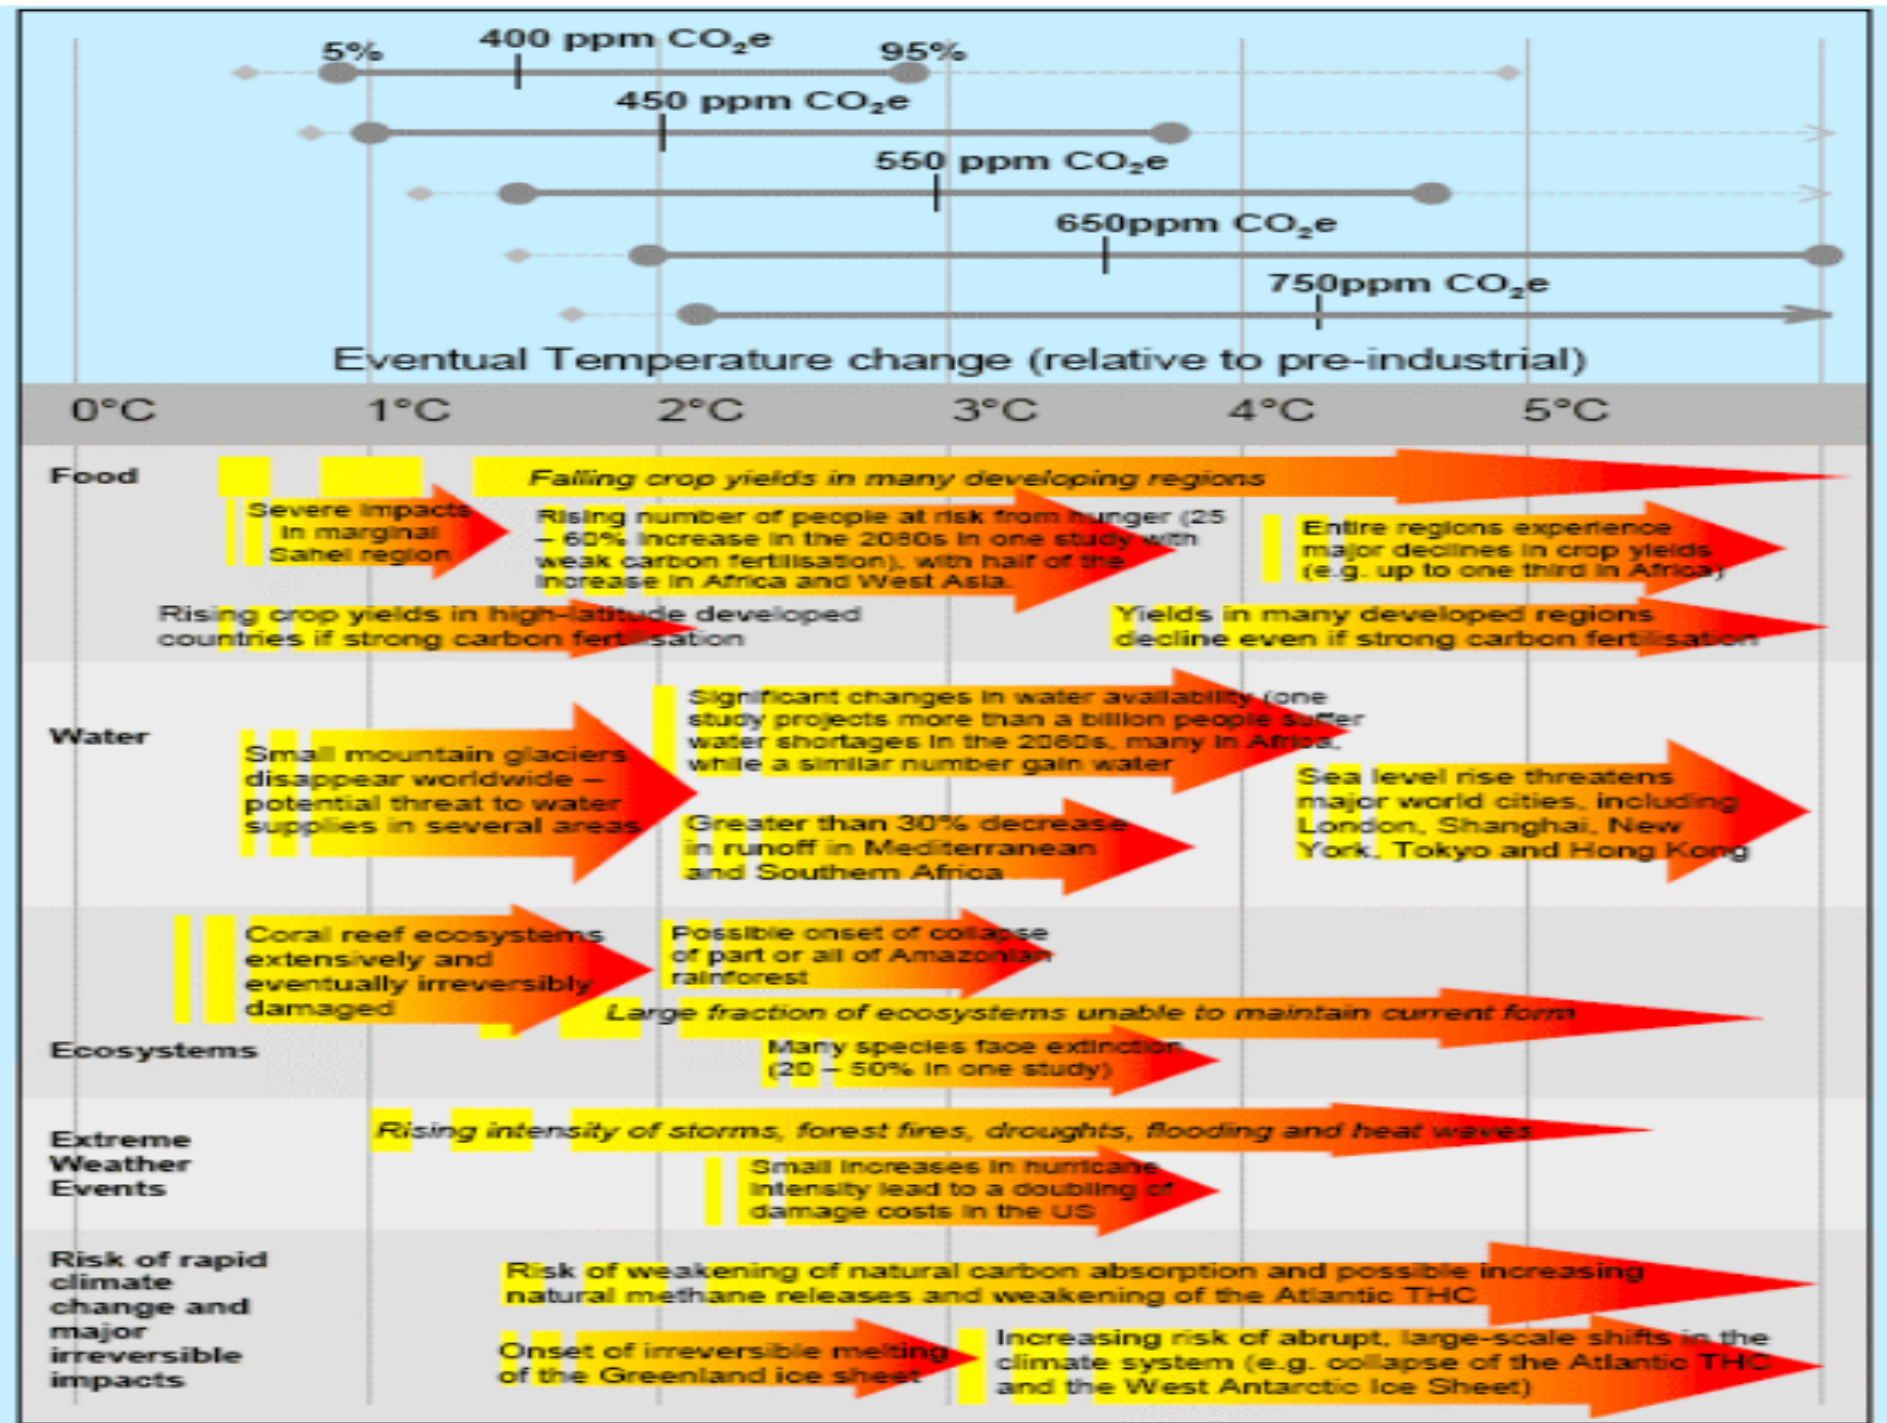 400 ppm CO₂e
5%
95%
450 ppm CO₂e
550 ppm CO₂e
650ppm CO₂e
750ppm CO₂e
Eventual Temperature change (relative to pre-industrial)
0°C 1°C 2°C 3°C 4°C 5°C
Food
Falling crop yields in many developing regions
Severe impacts
in marginal
Sahel region
Rising number of people at risk from hunger (25
– 60% increase in the 2080s in one study with
weak carbon fertilisation), with half of the
increase in Africa and West Asia.
Entire regions experience
major declines in crop yields
(e.g. up to one third in Africa)
Rising crop yields in high-latitude developed
countries if strong carbon fertilisation
Yields in many developed regions
decline even if strong carbon fertilisation
Water
Small mountain glaciers
disappear worldwide –
potential threat to water
supplies in several areas
Significant changes in water availability (one
study projects more than a billion people suffer
water shortages in the 2080s, many in Africa,
while a similar number gain water
Greater than 30% decrease
in runoff in Mediterranean
and Southern Africa
Sea level rise threatens
major world cities, including
London, Shanghai, New
York, Tokyo and Hong Kong
Ecosystems
Coral reef ecosystems
extensively and
eventually irreversibly
damaged
Possible onset of collapse
of part or all of Amazonian
rainforest
Large fraction of ecosystems unable to maintain current form
Many species face extinction
(20 – 50% in one study)
Extreme
Weather
Events
Rising intensity of storms, forest fires, droughts, flooding and heat waves
Small increases in hurricane
intensity lead to a doubling of
damage costs in the US
Risk of rapid
climate
change and
major
irreversible
impacts
Risk of weakening of natural carbon absorption and possible increasing
natural methane releases and weakening of the Atlantic THC
Onset of irreversible melting
of the Greenland ice sheet
Increasing risk of abrupt, large-scale shifts in the
climate system (e.g. collapse of the Atlantic THC
and the West Antarctic Ice Sheet)